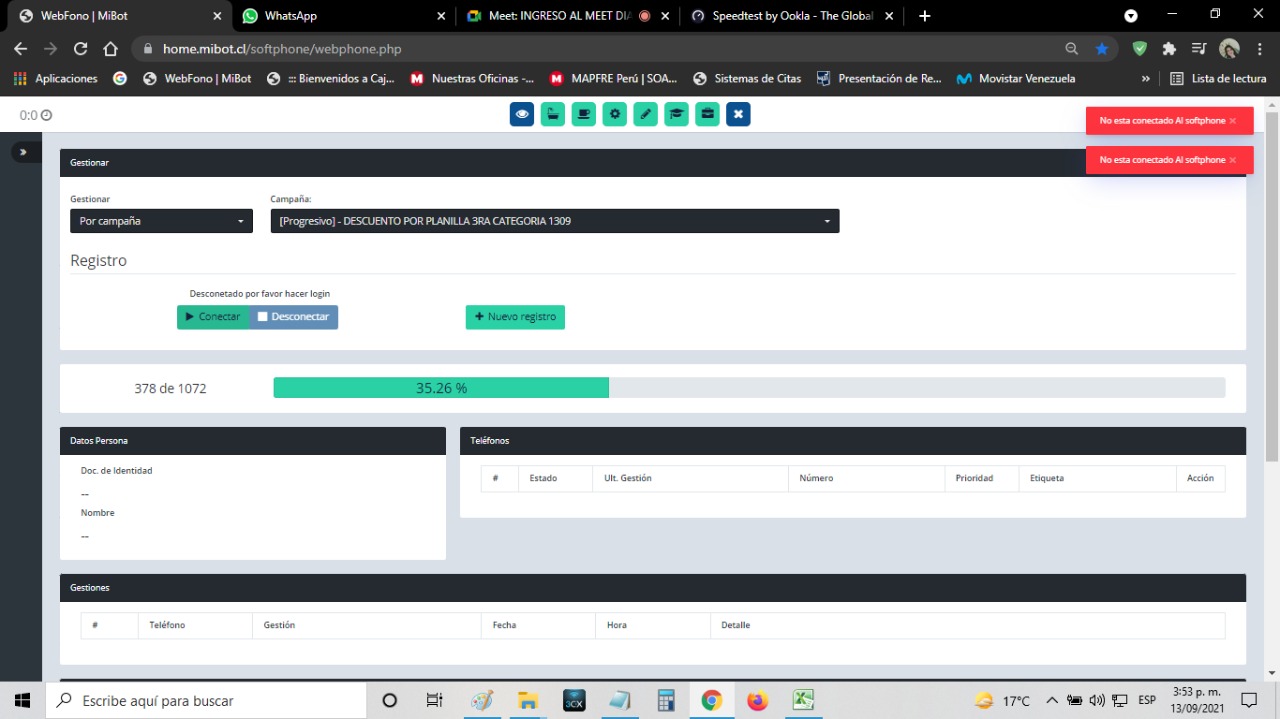 WebFono | MiBot
WhatsApp
Meet: INGRESO AL MEET DIA
Speedtest by Ookla - The Global
home.mibot.cl/softphone/webphone.php
Aplicaciones
WebFono | MiBot
::: Bienvenidos a Caj...
Nuestras Oficinas -...
MAPFRE Perú | SOA...
Sistemas de Citas
Presentación de Re...
Movistar Venezuela
»
Lista de lectura
0:0
No esta conectado Al softphone ×
No esta conectado Al softphone ×
Gestionar
Gestionar
Campaña:
Por campaña
[Progresivo] - DESCUENTO POR PLANILLA 3RA CATEGORIA 1309
Registro
Desconetado por favor hacer login
Conectar
Desconectar
+ Nuevo registro
378 de 1072
35.26 %
Datos Persona
Doc. de Identidad
--
Nombre
--
Teléfonos
# Estado Ult. Gestión Número Prioridad Etiqueta Acción
Gestiones
# Teléfono Gestión Fecha Hora Detalle
Escribe aquí para buscar
3CX
17°C
ESP
3:53 p. m.
13/09/2021